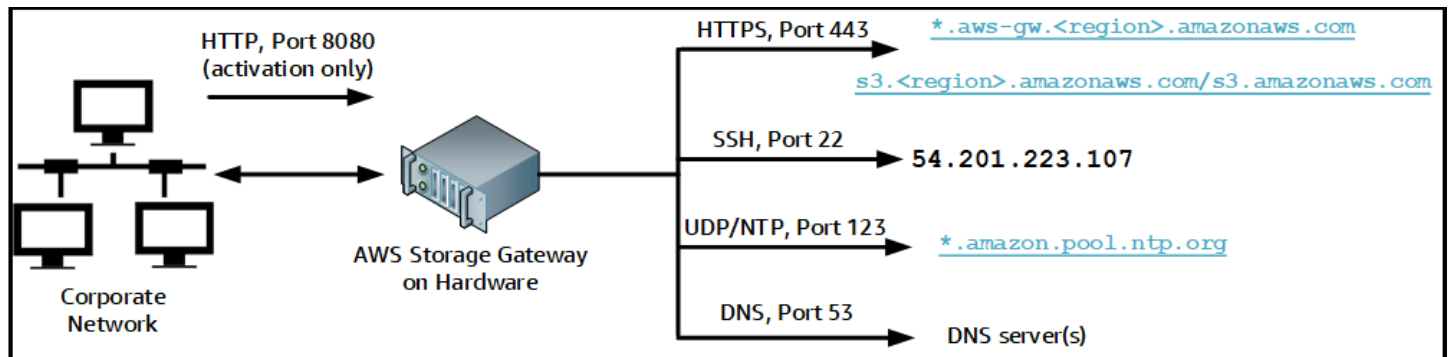 HTTP, Port 8080
(activation only)
Corporate
Network
AWS Storage Gateway
on Hardware
HTTPS, Port 443
*.aws-gw.<region>.amazonaws.com
s3.<region>.amazonaws.com/s3.amazonaws.com
SSH, Port 22
54.201.223.107
UDP/NTP, Port 123
*.amazon.pool.ntp.org
DNS, Port 53
DNS server(s)